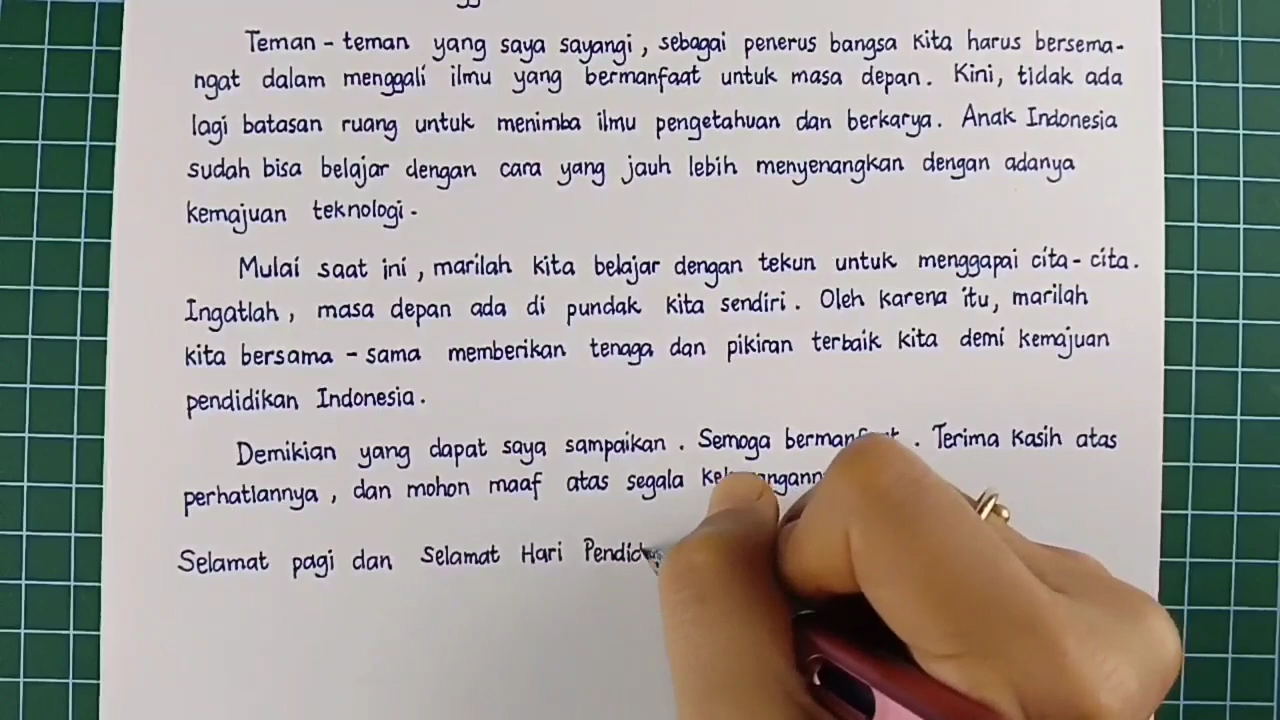 Teman - teman yang saya sayangi, sebagai penerus bangsa kita harus bersema-
ngat dalam menggali ilmu yang bermanfaat untuk masa depan. Kini, tidak ada
lagi batasan ruang untuk menimba ilmu pengetahuan dan berkarya. Anak Indonesia
sudah bisa belajar dengan cara yang jauh lebih menyenangkan dengan adanya
kemajuan teknologi.
Mulai saat ini, marilah kita belajar dengan tekun untuk menggapai cita-cita.
Ingatlah, masa depan ada di pundak kita sendiri. Oleh karena itu, marilah
kita bersama - sama memberikan tenaga dan pikiran terbaik kita demi kemajuan
pendidikan Indonesia.
Demikian yang dapat saya sampaikan. Semoga . Terima kasih atas
perhatiannya, dan mohon maaf atas segala
Selamat pagi dan Selamat Hari Pendid